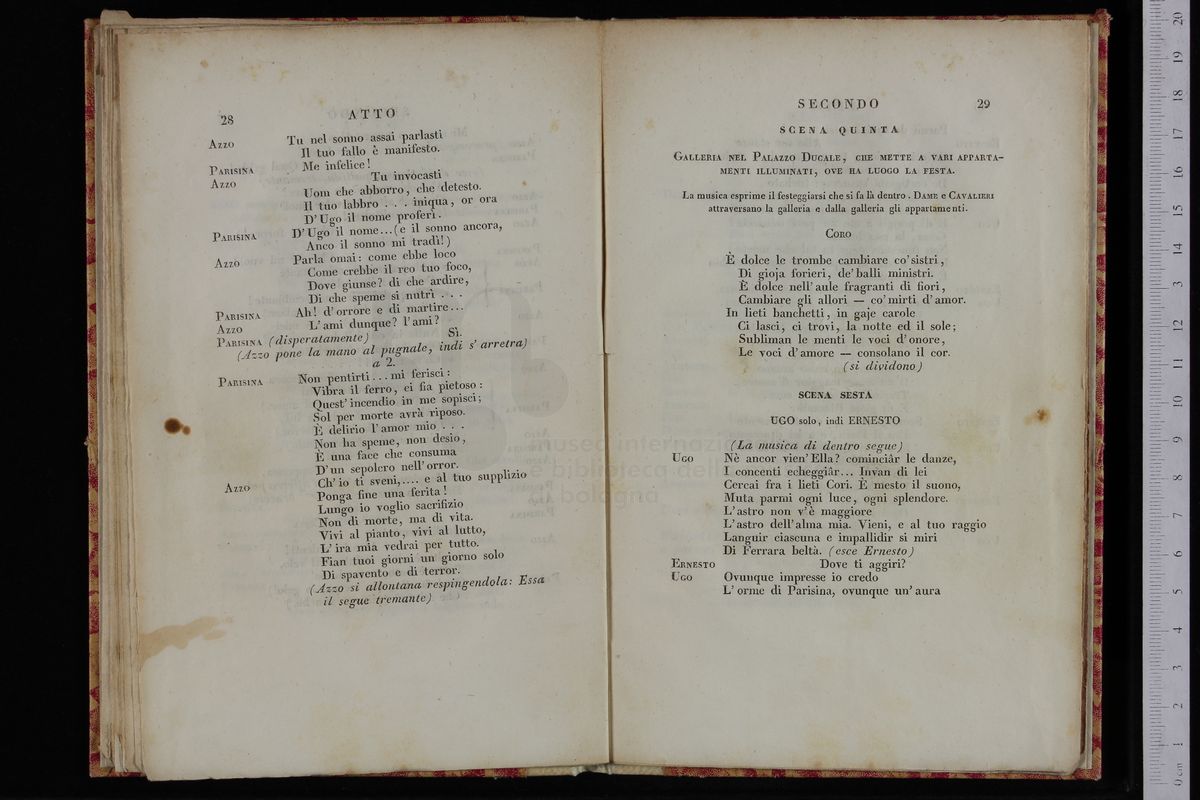 28 ATTO
AZZO Tu nel sonno assai parlasti
Il tuo fallo è manifesto.
PARISINA Me infelice!
AZZO Tu invocasti
Uom che abborro, che detesto.
Il tuo labbro . . . iniqua, or ora
D'Ugo il nome proferì.
PARISINA D'Ugo il nome...(e il sonno ancora,
Anco il sonno mi tradì!)
AZZO Parla omai: come ebbe loco
Come crebbe il reo tuo foco,
Dove giunse? di che ardire,
Di che speme si nutrì . . .
PARISINA Ah! d'orrore e di martire...
AZZO L'ami dunque? l'ami?
PARISINA (disperatamente) Sì.
(Azzo pone la mano al pugnale, indi s'arretra)
a 2.
PARISINA Non pentirti...mi ferisci:
Vibra il ferro, ei fia pietoso:
Quest'incendio in me sopisci;
Sol per morte avrà riposo.
È delirio l'amor mio . . .
Non ha speme, non desio,
È una face che consuma
D'un sepolcro nell'orror.
AZZO Ch'io ti sveni,.... e al tuo supplizio
Ponga fine una ferita!
Lungo io voglio sacrifizio
Non di morte, ma di vita.
Vivi al pianto, vivi al lutto,
L'ira mia vedrai per tutto.
Fian tuoi giorni un giorno solo
Di spavento e di terror.
(Azzo si allontana respingendola: Essa
il segue tremante)
SECONDO 29
SCENA QUINTA
GALLERIA NEL PALAZZO DUCALE, CHE METTE A VARI APPARTA-
MENTI ILLUMINATI, OVE HA LUOGO LA FESTA.
La musica esprime il festeggiarsi che si fa là dentro. DAME e CAVALIERI
attraversano la galleria e dalla galleria gli appartamenti.
CORO
È dolce le trombe cambiare co'sistri,
Di gioja forieri, de'balli ministri.
È dolce nell'aule fragranti di fiori,
Cambiare gli allori — co'mirti d'amor.
In lieti banchetti, in gaje carole
Ci lasci, ci trovi, la notte ed il sole;
Subliman le menti le voci d'onore,
Le voci d'amore — consolano il cor.
(si dividono)
SCENA SESTA
UGO solo, indi ERNESTO
(La musica di dentro segue)
UGO Nè ancor vien'Ella? cominciâr le danze,
I concenti echeggiâr... Invan di lei
Cercai fra i lieti Cori. È mesto il suono,
Muta parmi ogni luce, ogni splendore.
L'astro non v'è maggiore
L'astro dell'alma mia. Vieni, e al tuo raggio
Languir ciascuna e impallidir si miri
Di Ferrara beltà. (esce Ernesto)
ERNESTO Dove ti aggiri?
UGO Ovunque impresse io credo
L'orme di Parisina, ovunque un'aura
museo internazionale
e biblioteca della
di bologna